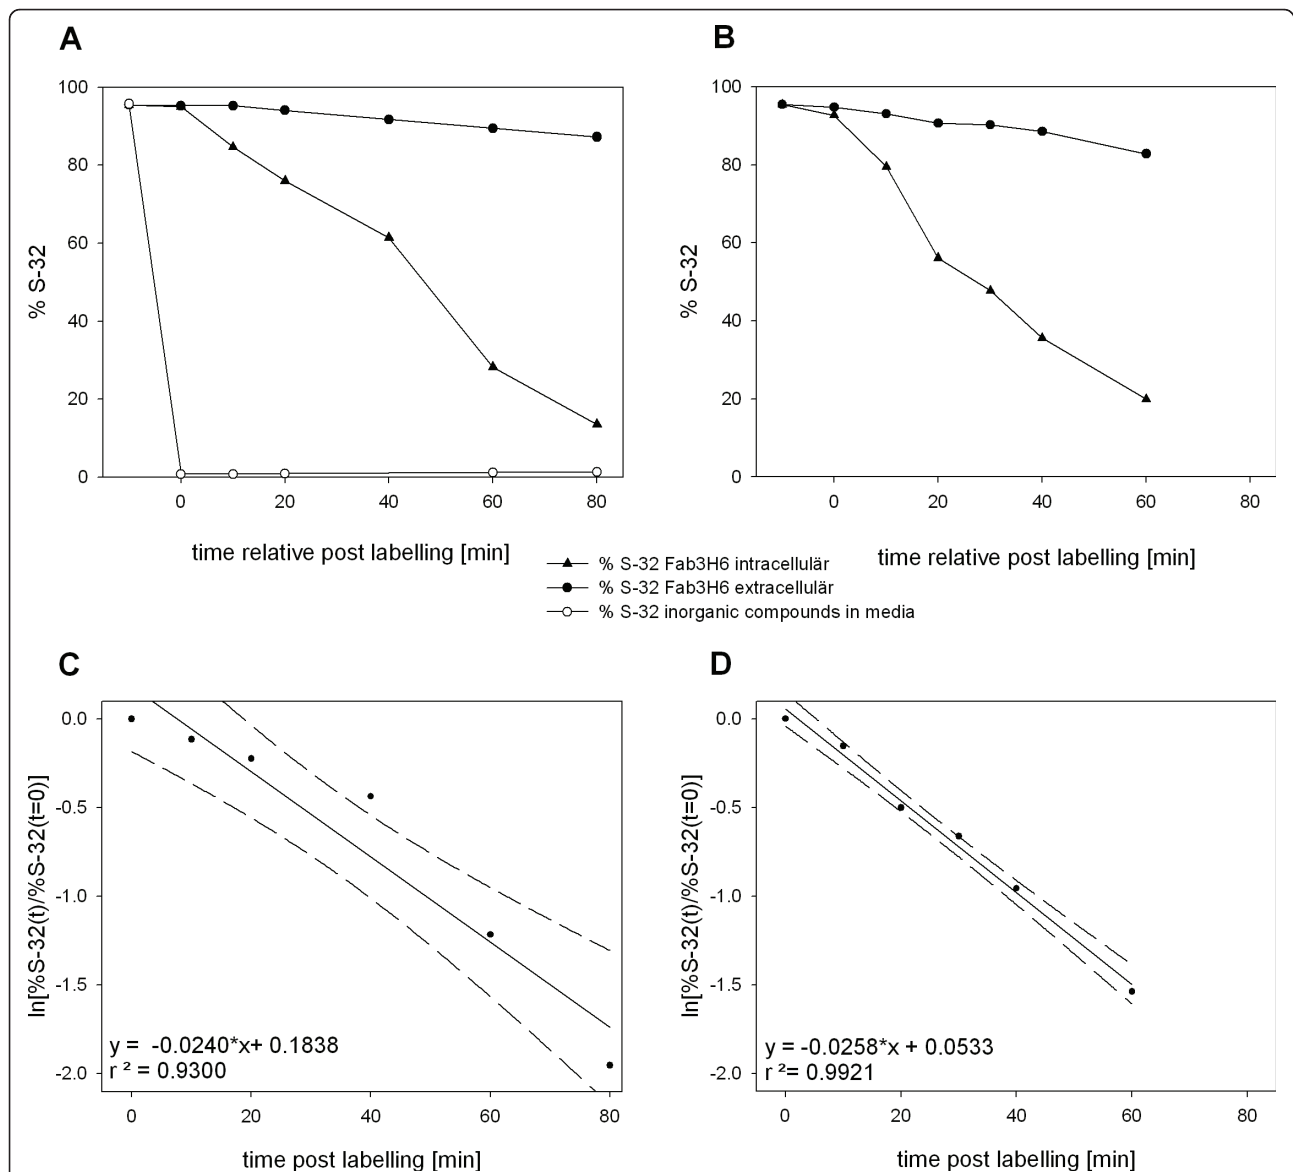 A
B
100
80
60
40
20
0
% S-32
0 20 40 60 80
time relative post labelling [min]
100
80
60
40
20
0
% S-32
0 20 40 60 80
time relative post labelling [min]
% S-32 Fab3H6 intracellulär
% S-32 Fab3H6 extracellulär
% S-32 inorganic compounds in media
C
D
0.0
-0.5
-1.0
-1.5
-2.0
ln[%S-32(t)/%S-32(t=0)]
y = -0.0240*x+ 0.1838
r ² = 0.9300
0 20 40 60 80
time post labelling [min]
0.0
-0.5
-1.0
-1.5
-2.0
ln[%S-32(t)/%S-32(t=0)]
y = -0.0258*x + 0.0533
r ²= 0.9921
0 20 40 60 80
time post labelling [min]